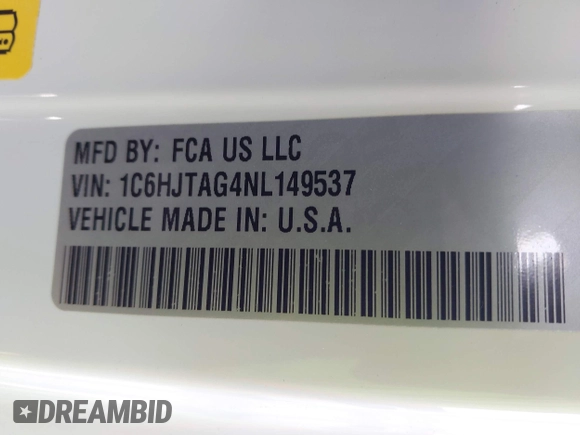 MFD BY: FCA US LLC
VIN: 1C6HJTAG4NL149537
VEHICLE MADE IN: U.S.A.
DREAMBID